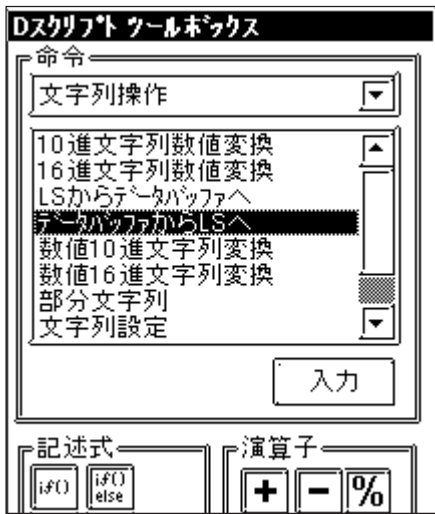 Dｽｸﾘﾌﾟﾄ ﾂｰﾙﾎﾞｯｸｽ
命令
文字列操作
10進文字列数値変換
16進文字列数値変換
LSからﾃﾞｰﾀﾊﾞｯﾌｧへ
ﾃﾞｰﾀﾊﾞｯﾌｧからLSへ
数値10進文字列変換
数値16進文字列変換
部分文字列
文字列設定
入力
記述式
演算子
if()
if()
else
+
-
%